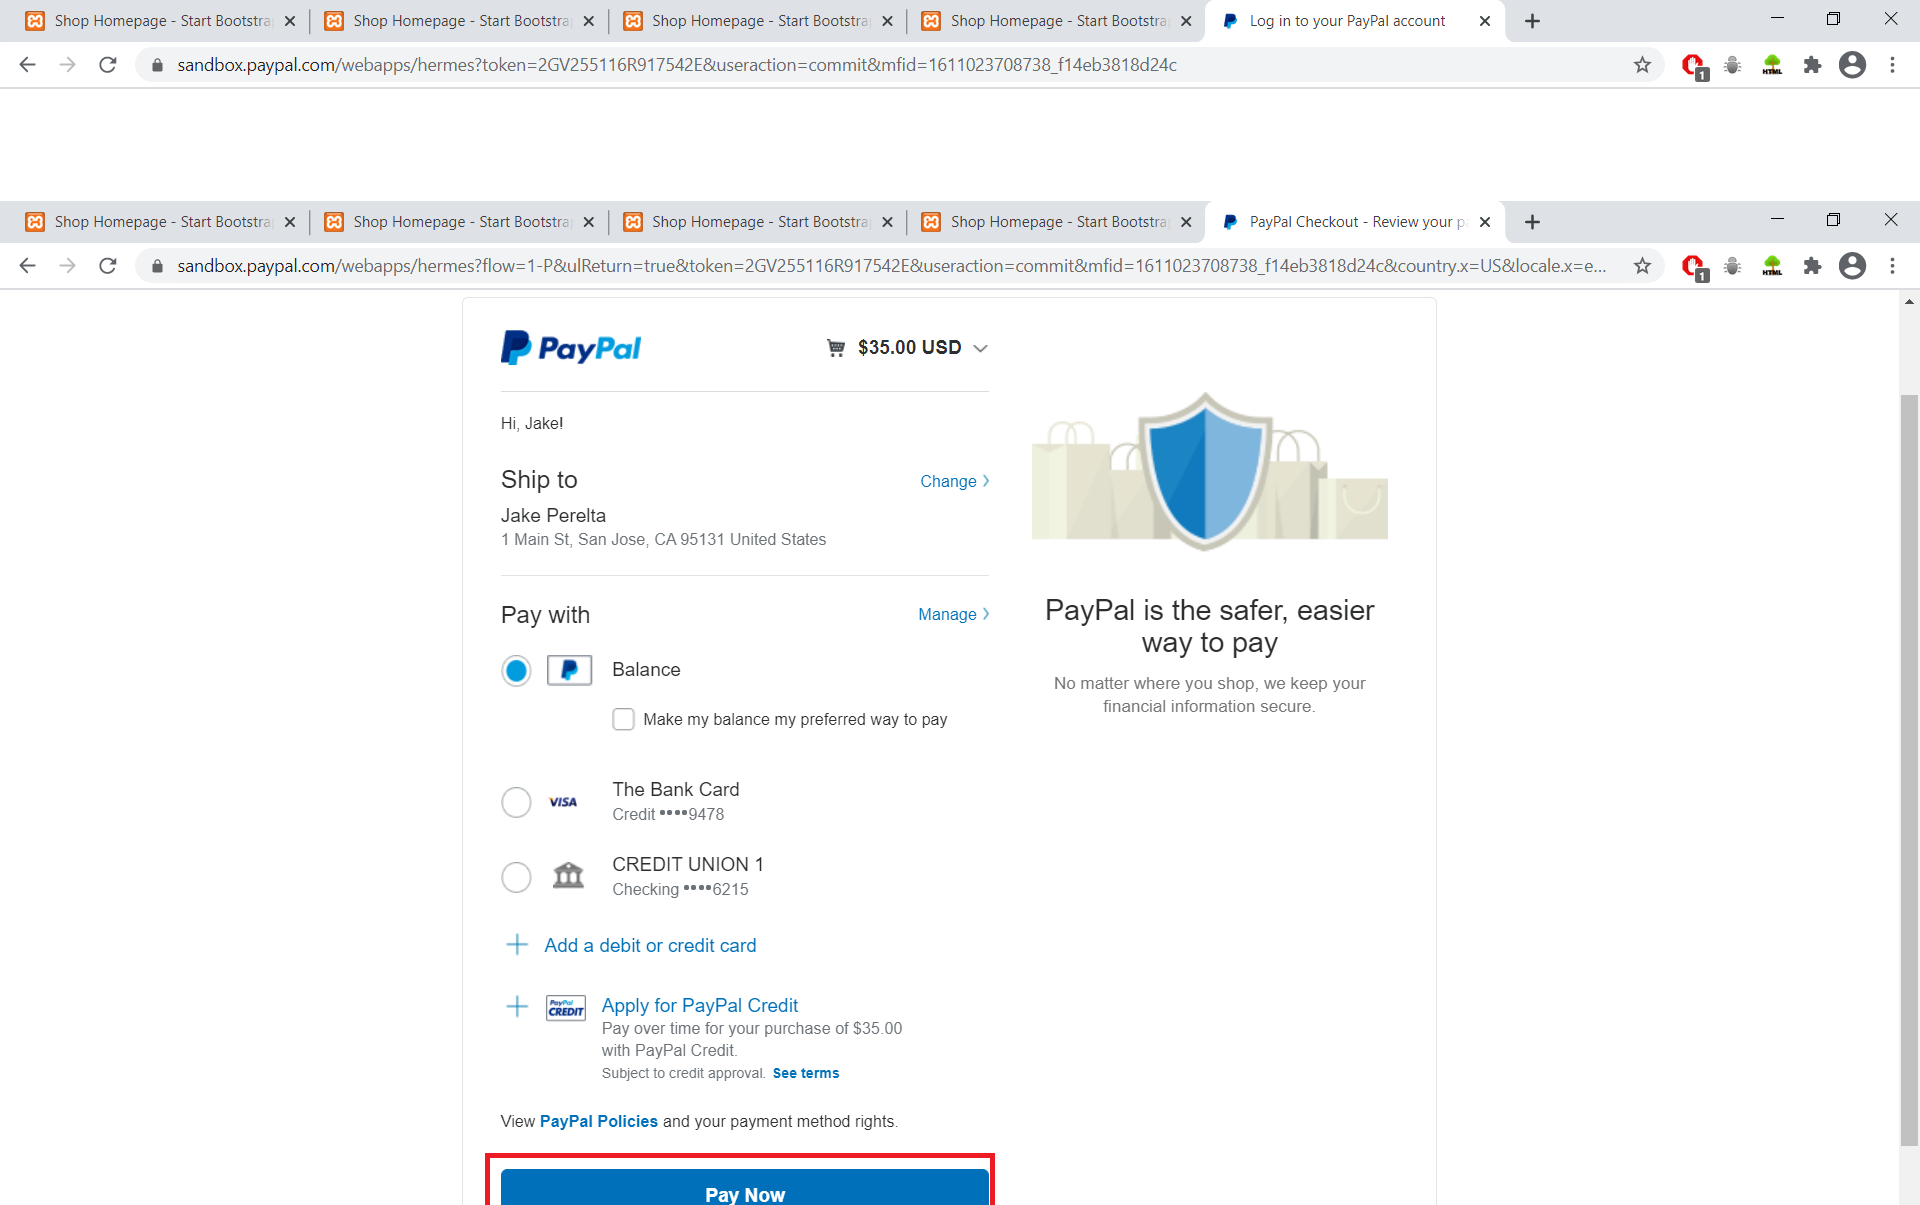 Shop Homepage - Start Bootstra Shop Homepage - Start Bootstra Shop Homepage - Start Bootstra Shop Homepage - Start Bootstra Log in to your PayPal account
sandbox.paypal.com/webapps/hermes?token=2GV255116R917542E&useraction=commit&mfid=1611023708738_f14eb3818d24c
1
HTML
Shop Homepage - Start Bootstra Shop Homepage - Start Bootstra Shop Homepage - Start Bootstra Shop Homepage - Start Bootstra PayPal Checkout - Review your p
sandbox.paypal.com/webapps/hermes?flow=1-P&ulReturn=true&token=2GV255116R917542E&useraction=commit&mfid=1611023708738_f14eb3818d24c&country.x=US&locale.x=e...
1
HTML
PayPal $35.00 USD
Hi, Jake!
Ship to Change
Jake Perelta
1 Main St, San Jose, CA 95131 United States
Pay with Manage
Balance
Make my balance my preferred way to pay
VISA The Bank Card
Credit ••••9478
CREDIT UNION 1
Checking ••••6215
Add a debit or credit card
PayPal CREDIT Apply for PayPal Credit
Pay over time for your purchase of $35.00
with PayPal Credit.
Subject to credit approval. See terms
View PayPal Policies and your payment method rights.
Pay Now
PayPal is the safer, easier
way to pay
No matter where you shop, we keep your
financial information secure.